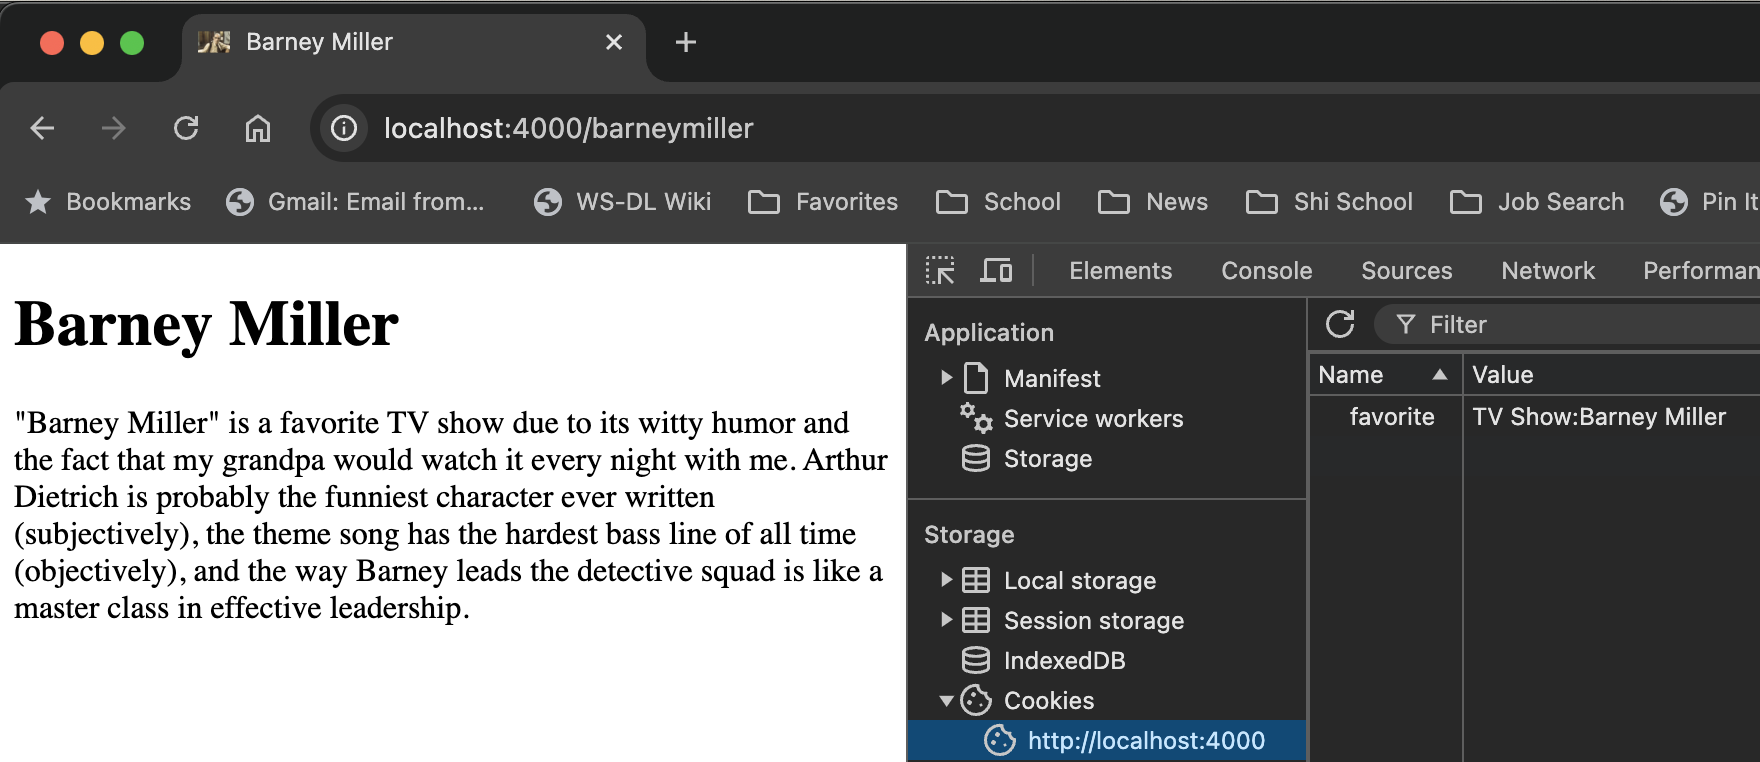 Barney Miller
localhost:4000/barneymiller
Bookmarks Gmail: Email from... WS-DL Wiki Favorites School News Shi School Job Search Pin It
Barney Miller
"Barney Miller" is a favorite TV show due to its witty humor and
the fact that my grandpa would watch it every night with me. Arthur
Dietrich is probably the funniest character ever written
(subjectively), the theme song has the hardest bass line of all time
(objectively), and the way Barney leads the detective squad is like a
master class in effective leadership.
Elements Console Sources Network Performan
Application
Manifest
Service workers
Storage
Storage
Local storage
Session storage
IndexedDB
Cookies
http://localhost:4000
Filter
Name Value
favorite TV Show:Barney Miller